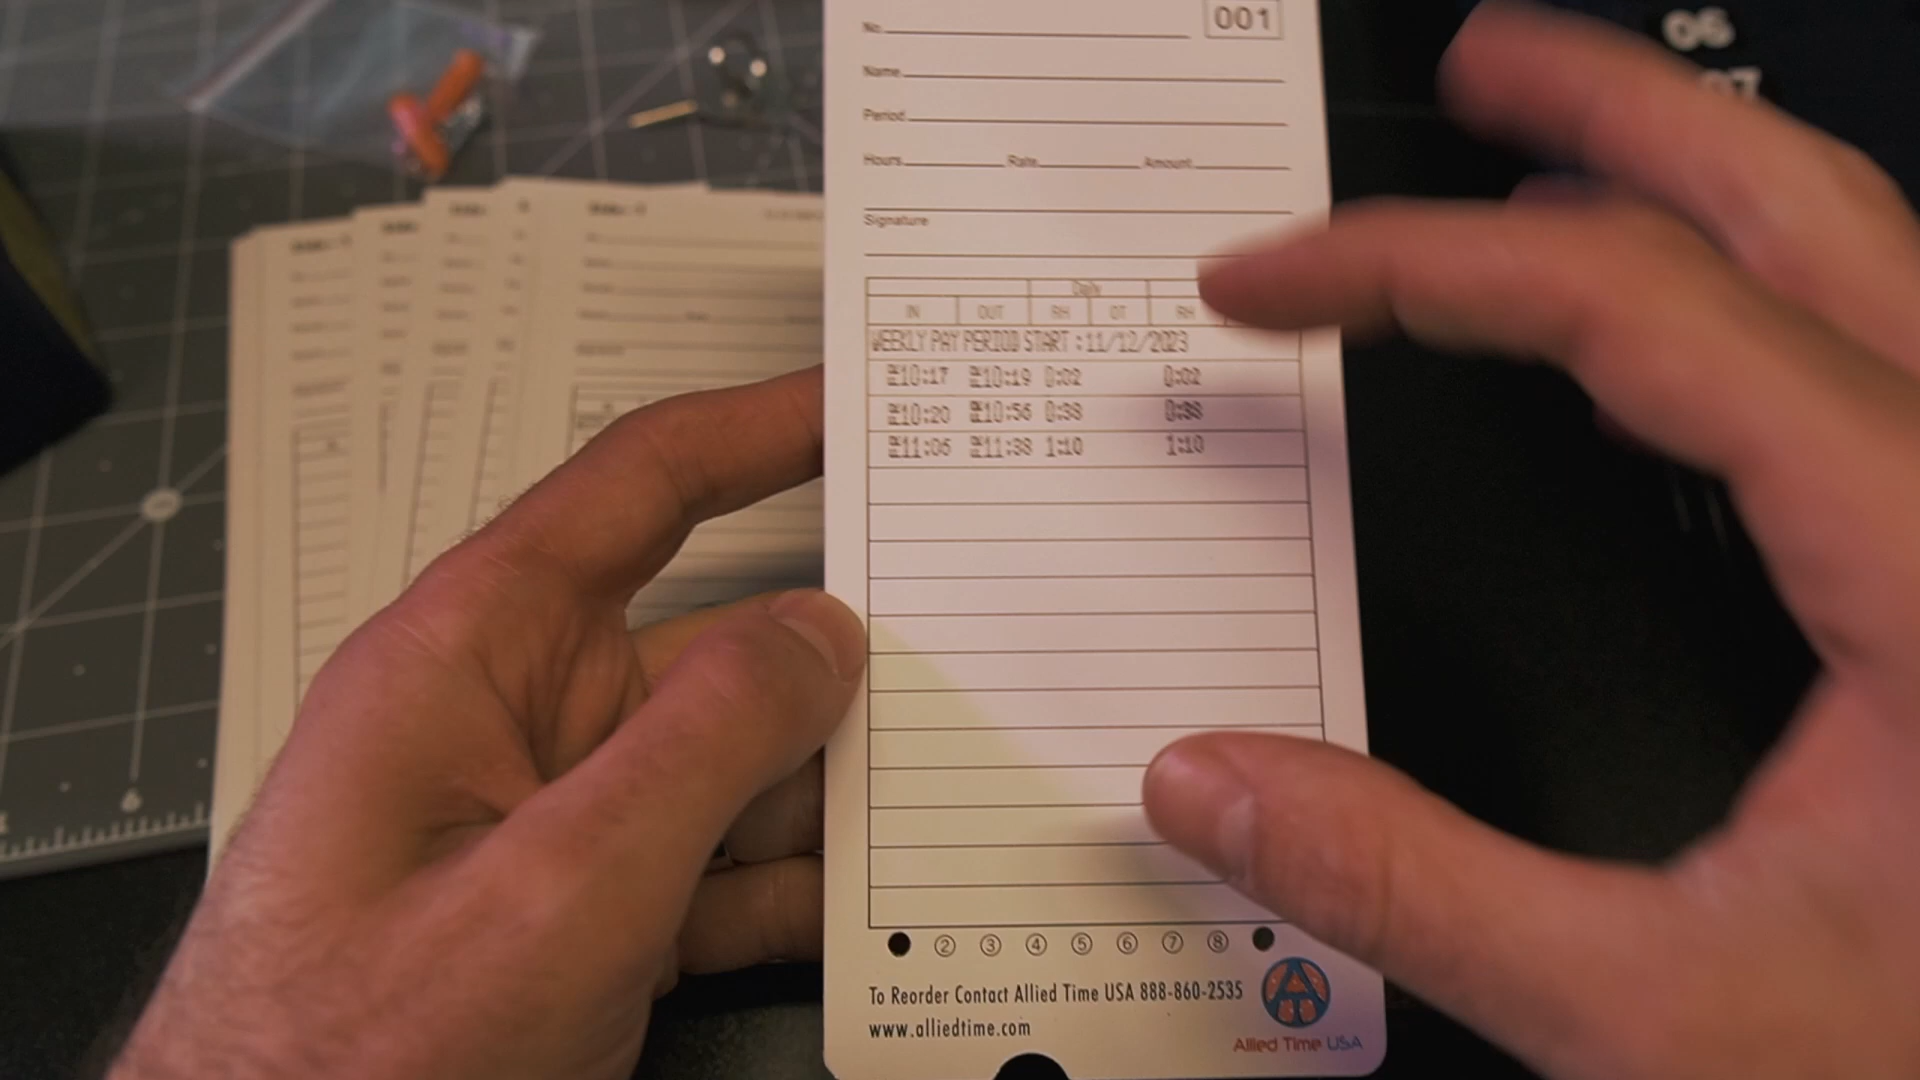 001
No.
Name
Period
Hours Rate Amount
Signature
Daily
IN OUT RH OT RH
WEEKLY PAY PERIOD START :11/12/2023
10:17 10:19 0:02 0:02
10:20 10:56 0:38 0:38
11:06 11:38 1:10 1:10
2 3 4 5 6 7 8
To Reorder Contact Allied Time USA 888-860-2535
www.alliedtime.com
Allied Time USA
06
07
6